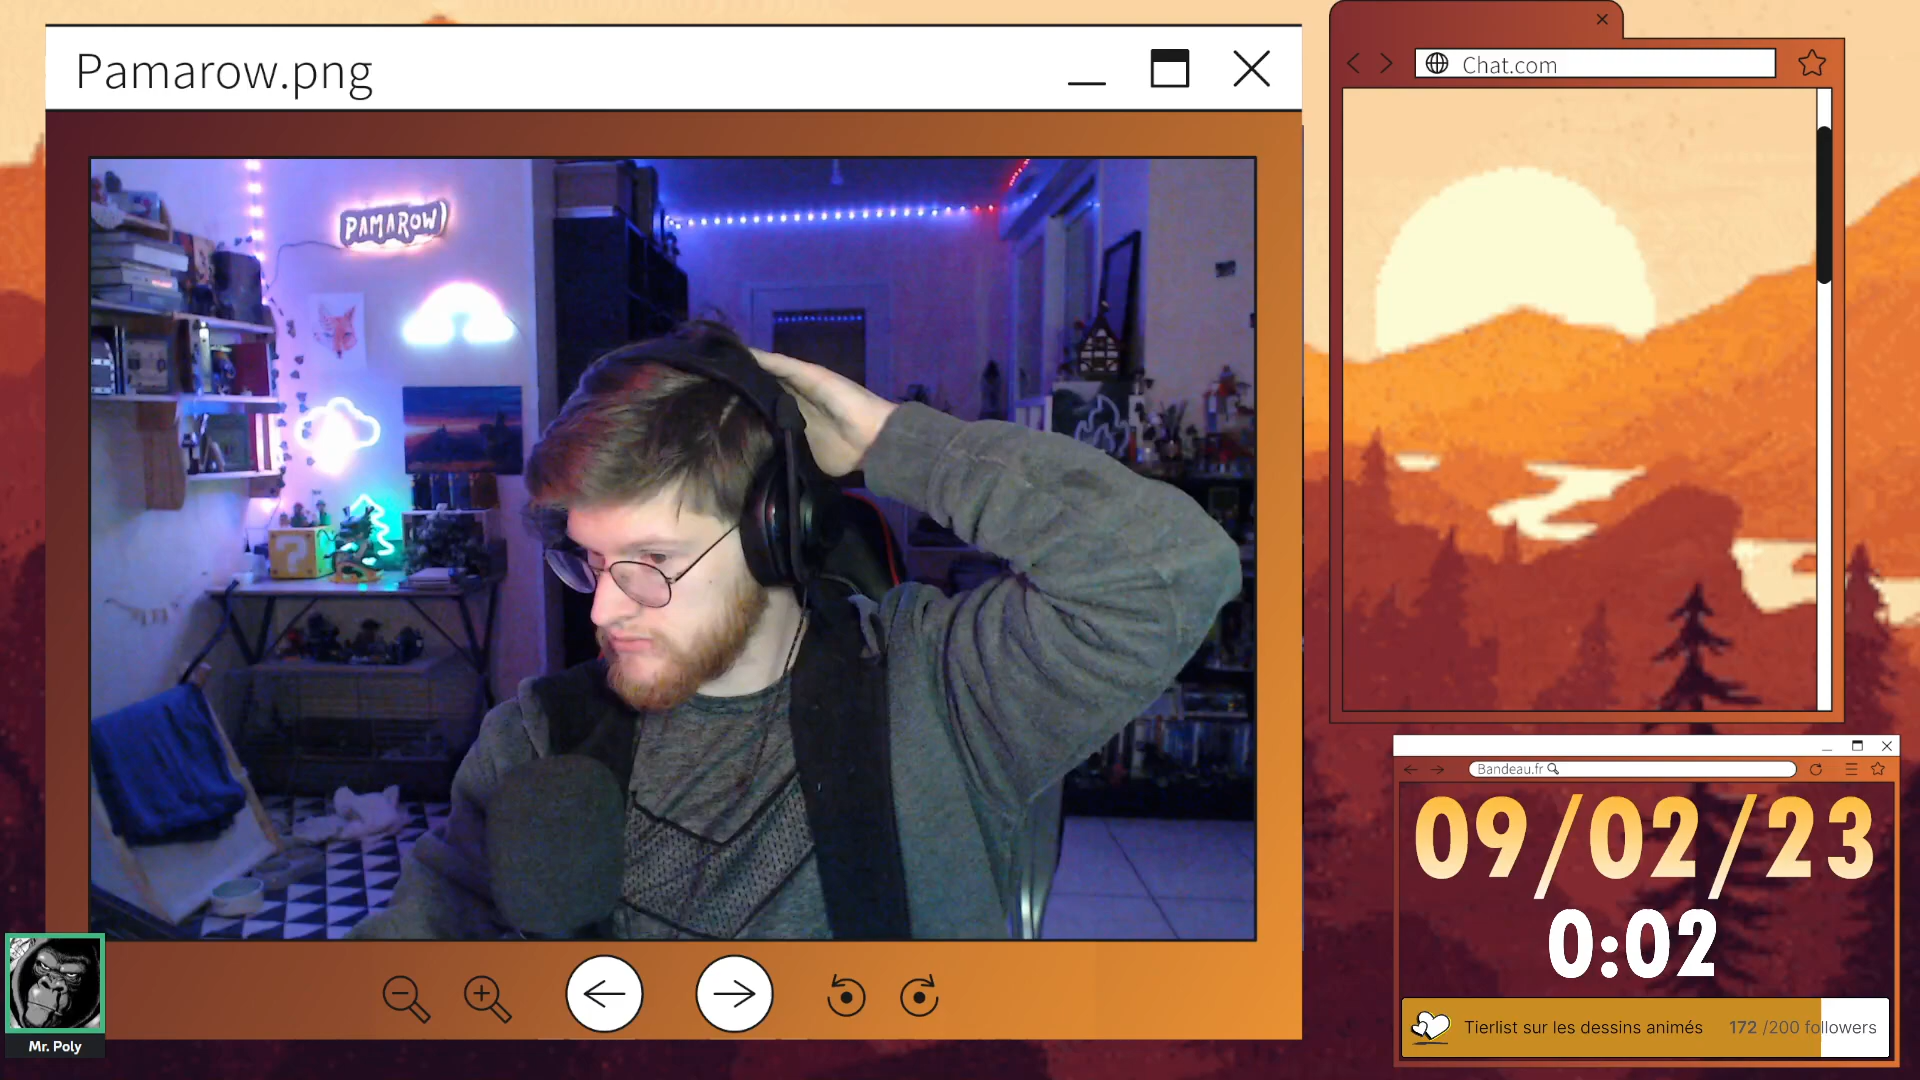 Pamarow.png
PAMAROW
Chat.com
Bandeau.fr
09/02/23
0:02
Tierlist sur les dessins animés 172 /200 followers
Mr. Poly